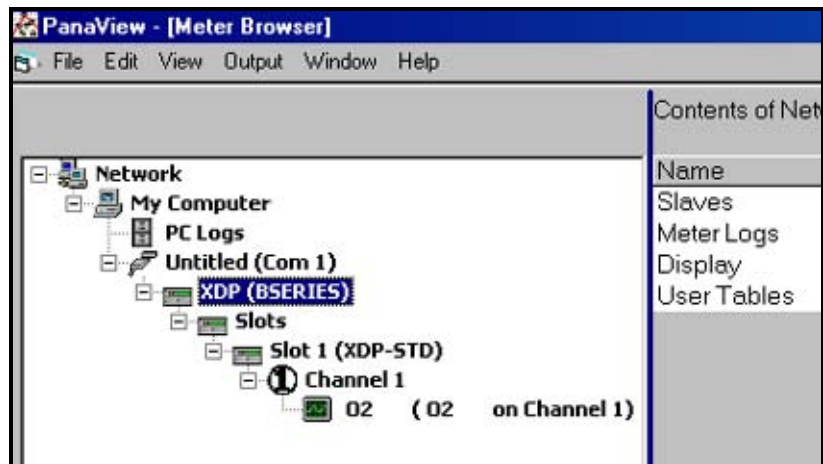 PanaView - [Meter Browser]
File Edit View Output Window Help
Contents of Net
Network
My Computer
PC Logs
Untitled (Com 1)
XDP (BSERIES)
Slots
Slot 1 (XDP-STD)
1 Channel 1
O2 ( O2 on Channel 1)
Name
Slaves
Meter Logs
Display
User Tables